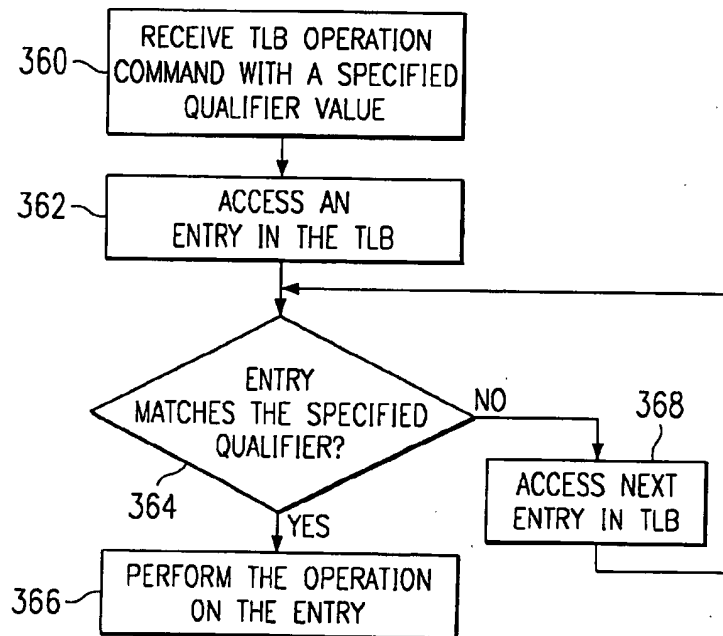 360
RECEIVE TLB OPERATION
COMMAND WITH A SPECIFIED
QUALIFIER VALUE
362
ACCESS AN
ENTRY IN THE TLB
ENTRY
MATCHES THE SPECIFIED
QUALIFIER?
364
NO
368
ACCESS NEXT
ENTRY IN TLB
YES
366
PERFORM THE OPERATION
ON THE ENTRY